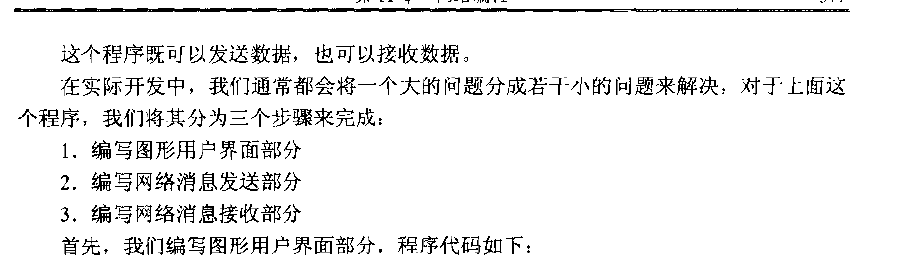 这个程序既可以发送数据，也可以接收数据。
在实际开发中，我们通常都会将一个大的问题分成若干小的问题来解决，对于上面这
个程序，我们将其分为三个步骤来完成：
1．编写图形用户界面部分
2．编写网络消息发送部分
3．编写网络消息接收部分
首先，我们编写图形用户界面部分，程序代码如下：